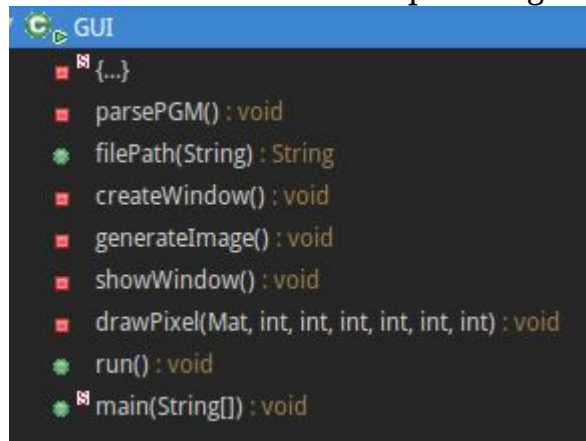 GUI
{...}
parsePGM() : void
filePath(String) : String
createWindow() : void
generateImage() : void
showWindow() : void
drawPixel(Mat, int, int, int, int, int, int) : void
run() : void
main(String[]) : void